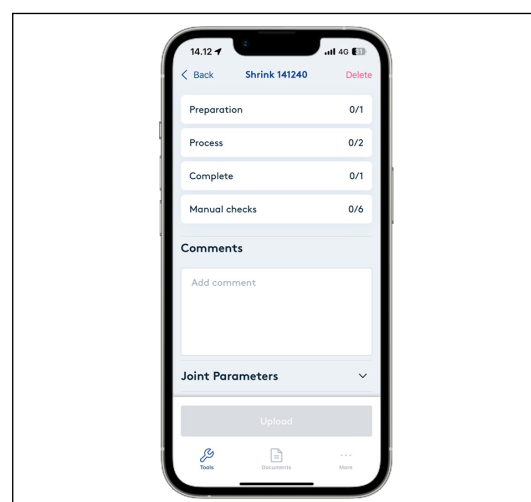 14.12 4G 31
Back Shrink 141240 Delete
Preparation 0/1
Process 0/2
Complete 0/1
Manual checks 0/6
Comments
Add comment
Joint Parameters
Upload
Tools Documents More